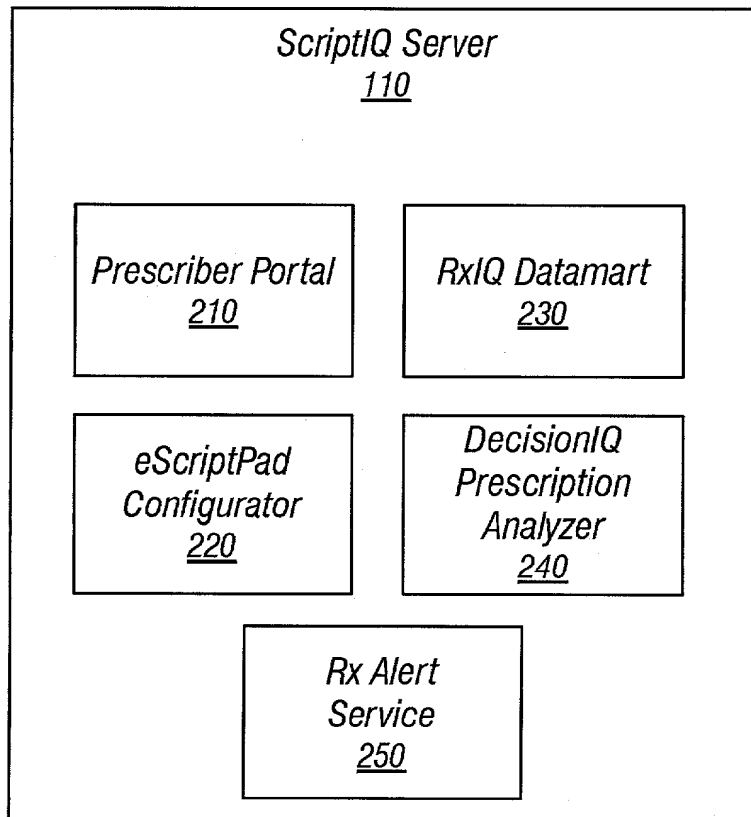 ScriptIQ Server
110
Prescriber Portal
210
RxIQ Datamart
230
eScriptPad
Configurator
220
DecisionIQ
Prescription
Analyzer
240
Rx Alert
Service
250